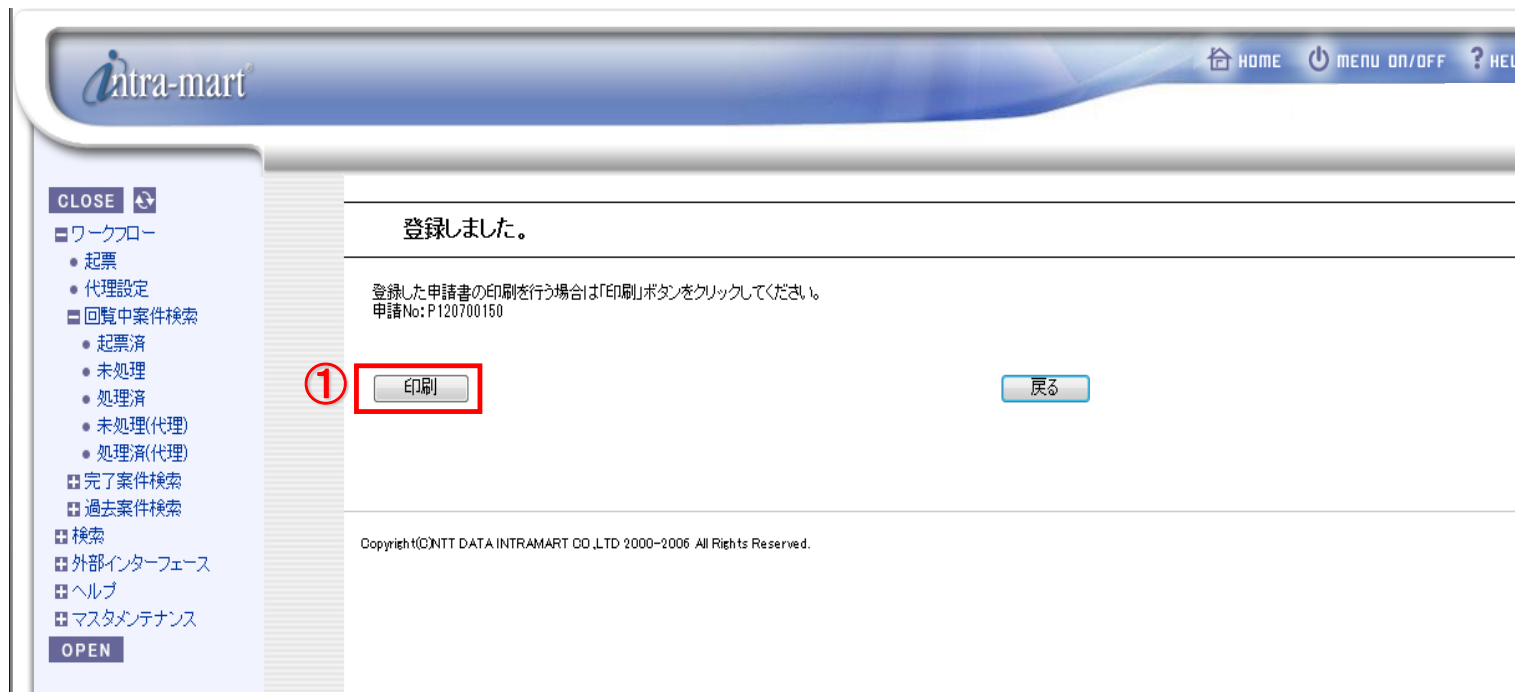 intra-mart®
HOME MENU ON/OFF ? HEL
CLOSE
ワークフロー
起票
代理設定
回覧中案件検索
起票済
未処理
処理済
未処理(代理)
処理済(代理)
完了案件検索
過去案件検索
検索
外部インターフェース
ヘルプ
マスタメンテナンス
OPEN
登録しました。
登録した申請書の印刷を行う場合は「印刷」ボタンをクリックしてください。
申請No:P120700150
① 印刷 戻る
Copyright(C)NTT DATA INTRAMART CO.,LTD 2000-2006 All Rights Reserved.